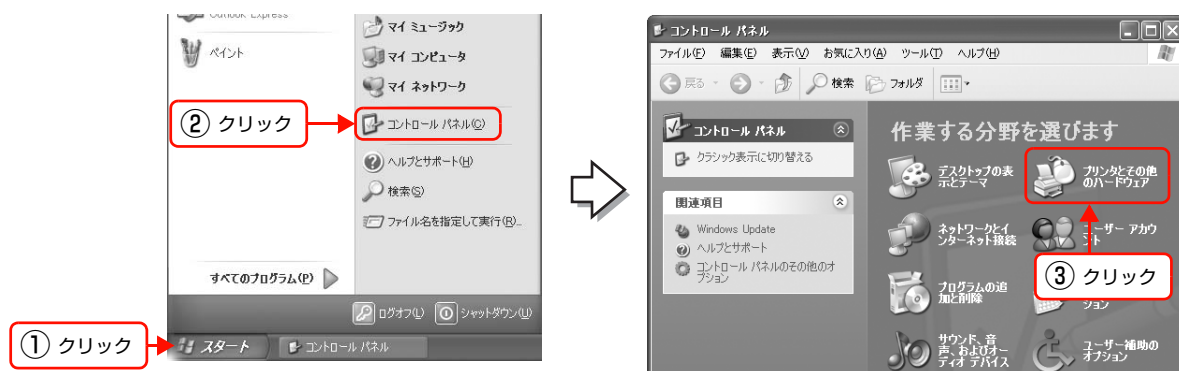 Outlook Express
ペイント
すべてのプログラム(P)
マイ ミュージック
マイ コンピュータ
マイ ネットワーク
② クリック
コントロール パネル(C)
ヘルプとサポート(H)
検索(S)
ファイル名を指定して実行(R)...
ログオフ(L)
シャットダウン(U)
① クリック
スタート
コントロール パネル
コントロール パネル
ファイル(F) 編集(E) 表示(V) お気に入り(A) ツール(T) ヘルプ(H)
戻る
検索
フォルダ
コントロール パネル
クラシック表示に切り替える
関連項目
Windows Update
ヘルプとサポート
コントロール パネルのその他のオ
プション
作業する分野を選びます
デスクトップの表
示とテーマ
プリンタとその他
のハードウェア
ネットワークとイ
ンターネット接続
ユーザー アカウ
ント
プログラムの追
加と削除
③ クリック
ション
サウンド、音
声、およびオー
ディオ デバイス
ユーザー補助の
オプション